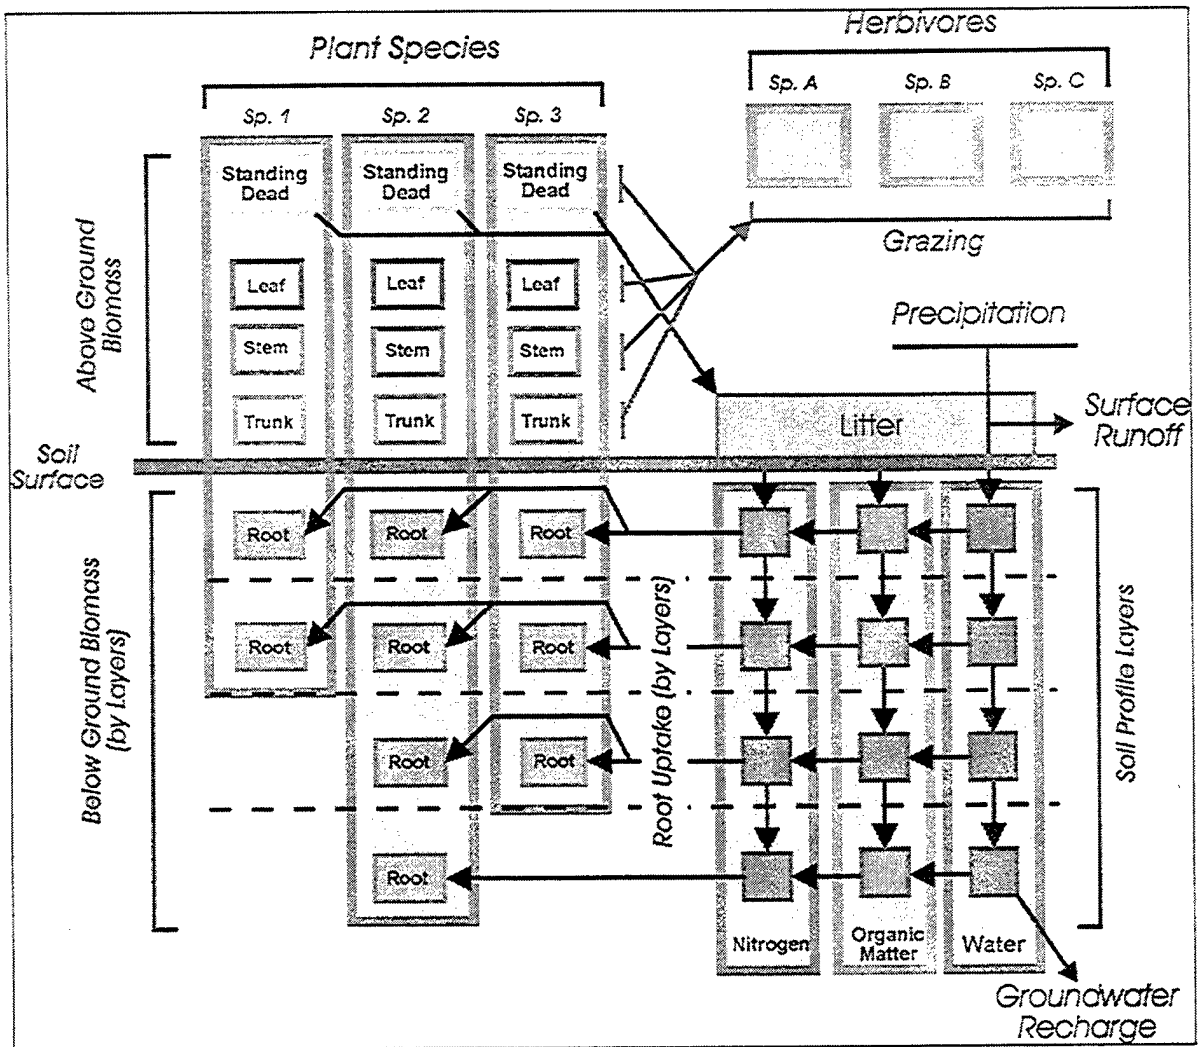 Plant Species
Herbivores
Sp. 1
Sp. 2
Sp. 3
Sp. A
Sp. B
Sp. C
Above Ground
Biomass
Standing
Dead
Standing
Dead
Standing
Dead
Leaf
Leaf
Leaf
Stem
Stem
Stem
Trunk
Trunk
Trunk
Grazing
Precipitation
Litter
Surface
Runoff
Soil
Surface
Below Ground Biomass
(by Layers)
Root
Root
Root
Root
Root
Root
Root
Root
Root
Root Uptake (by Layers)
Soil Profile Layers
Nitrogen
Organic
Matter
Water
Groundwater
Recharge